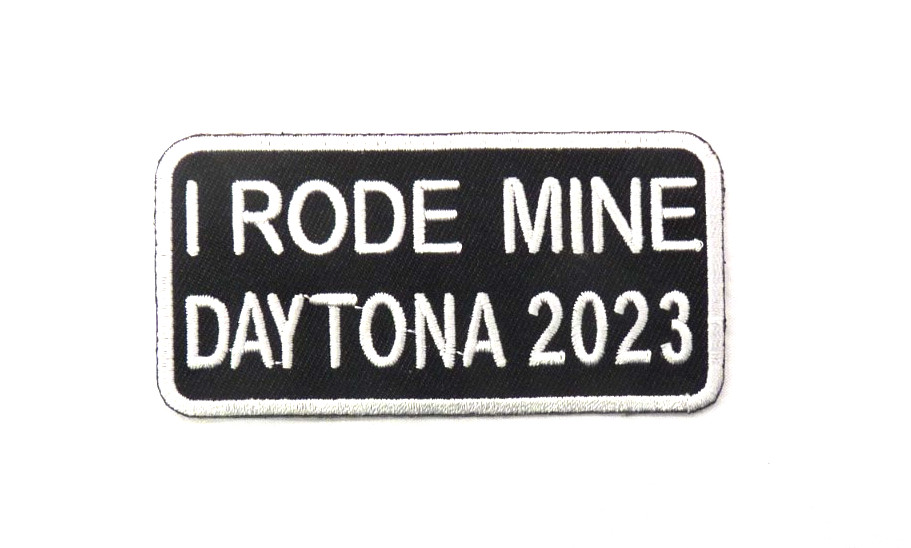 I RODE MINE
DAYTONA 2023